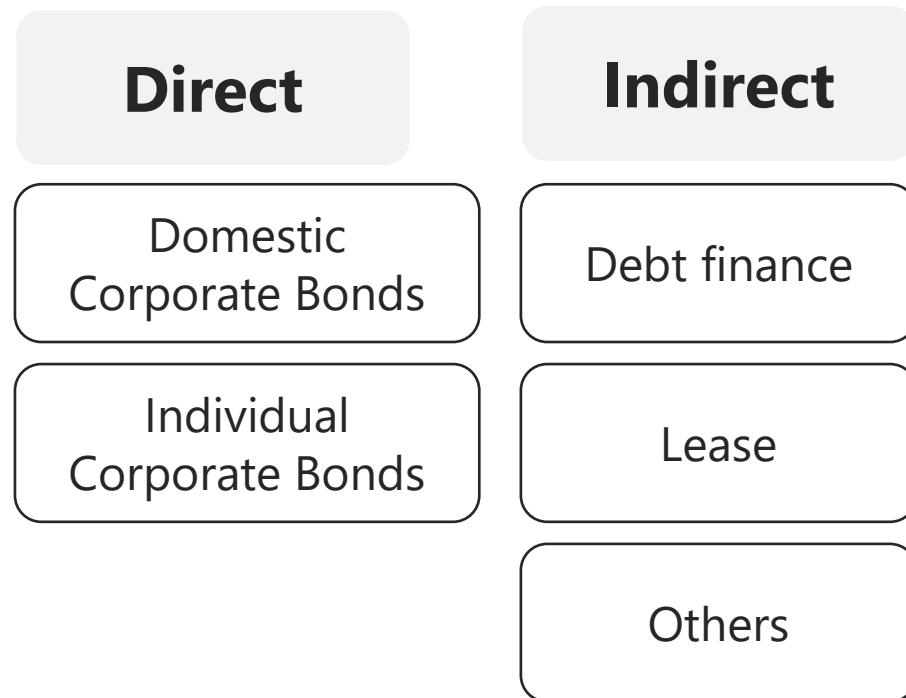 Direct
Domestic
Corporate Bonds
Individual
Corporate Bonds
Indirect
Debt finance
Lease
Others